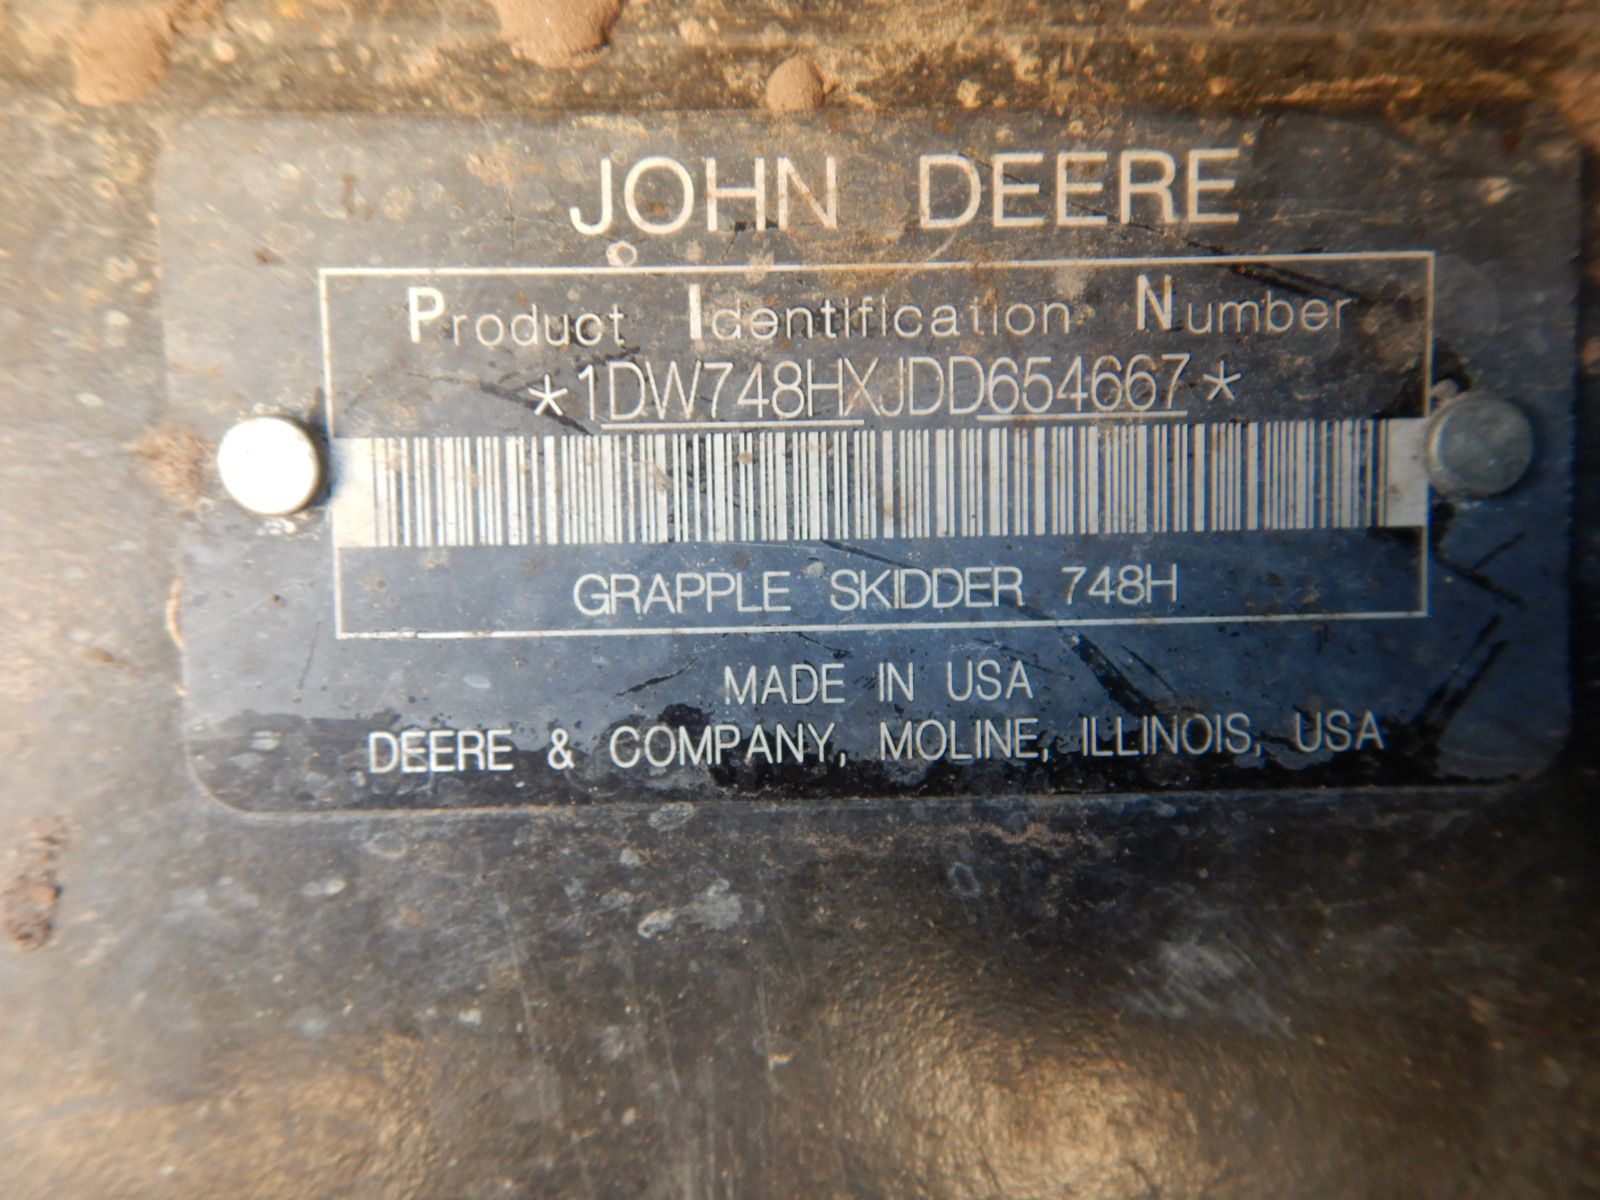 JOHN DEERE
Product Identification Number
*1DW748HXJDD654667*
GRAPPLE SKIDDER 748H
MADE IN USA
DEERE & COMPANY, MOLINE, ILLINOIS, USA